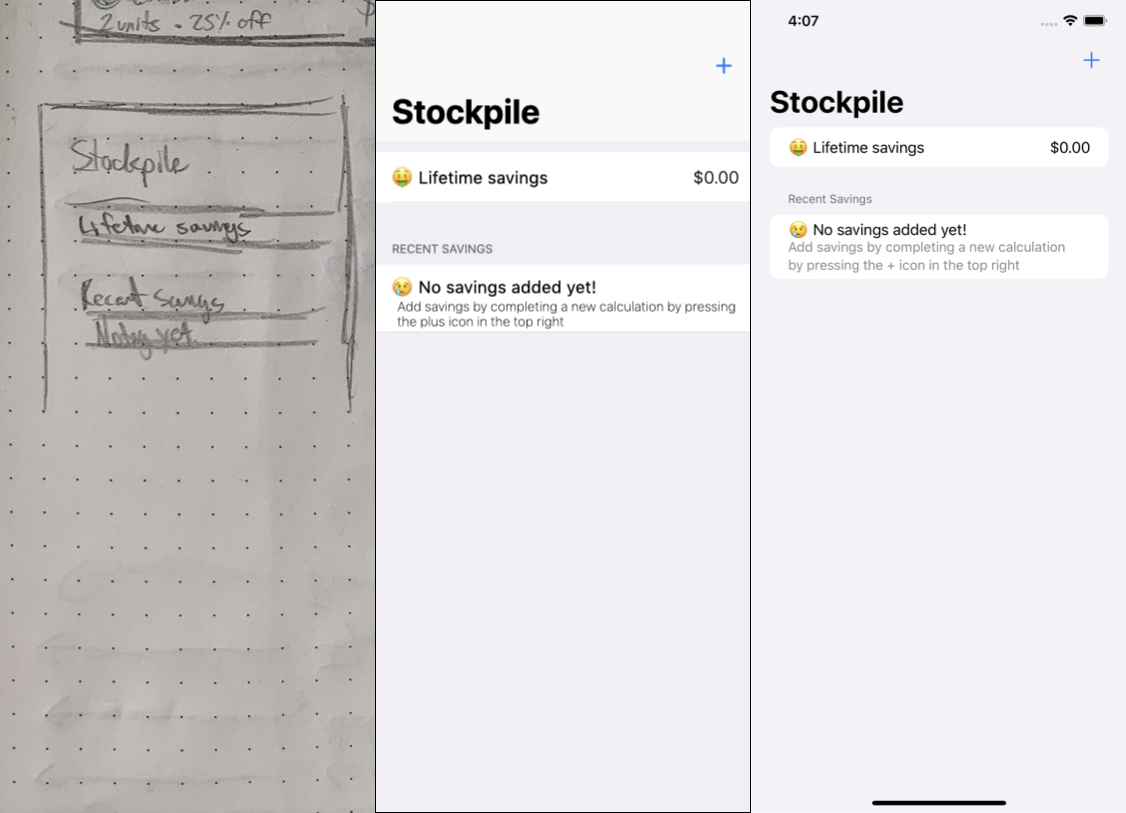 2 units - 25% off
Stockpile
Lifetime savings
Recent Savings
yet
+
Stockpile
🤑 Lifetime savings $0.00
RECENT SAVINGS
😢 No savings added yet!
Add savings by completing a new calculation by pressing
the plus icon in the top right
4:07
+
Stockpile
🤑 Lifetime savings $0.00
Recent Savings
😢 No savings added yet!
Add savings by completing a new calculation
by pressing the + icon in the top right